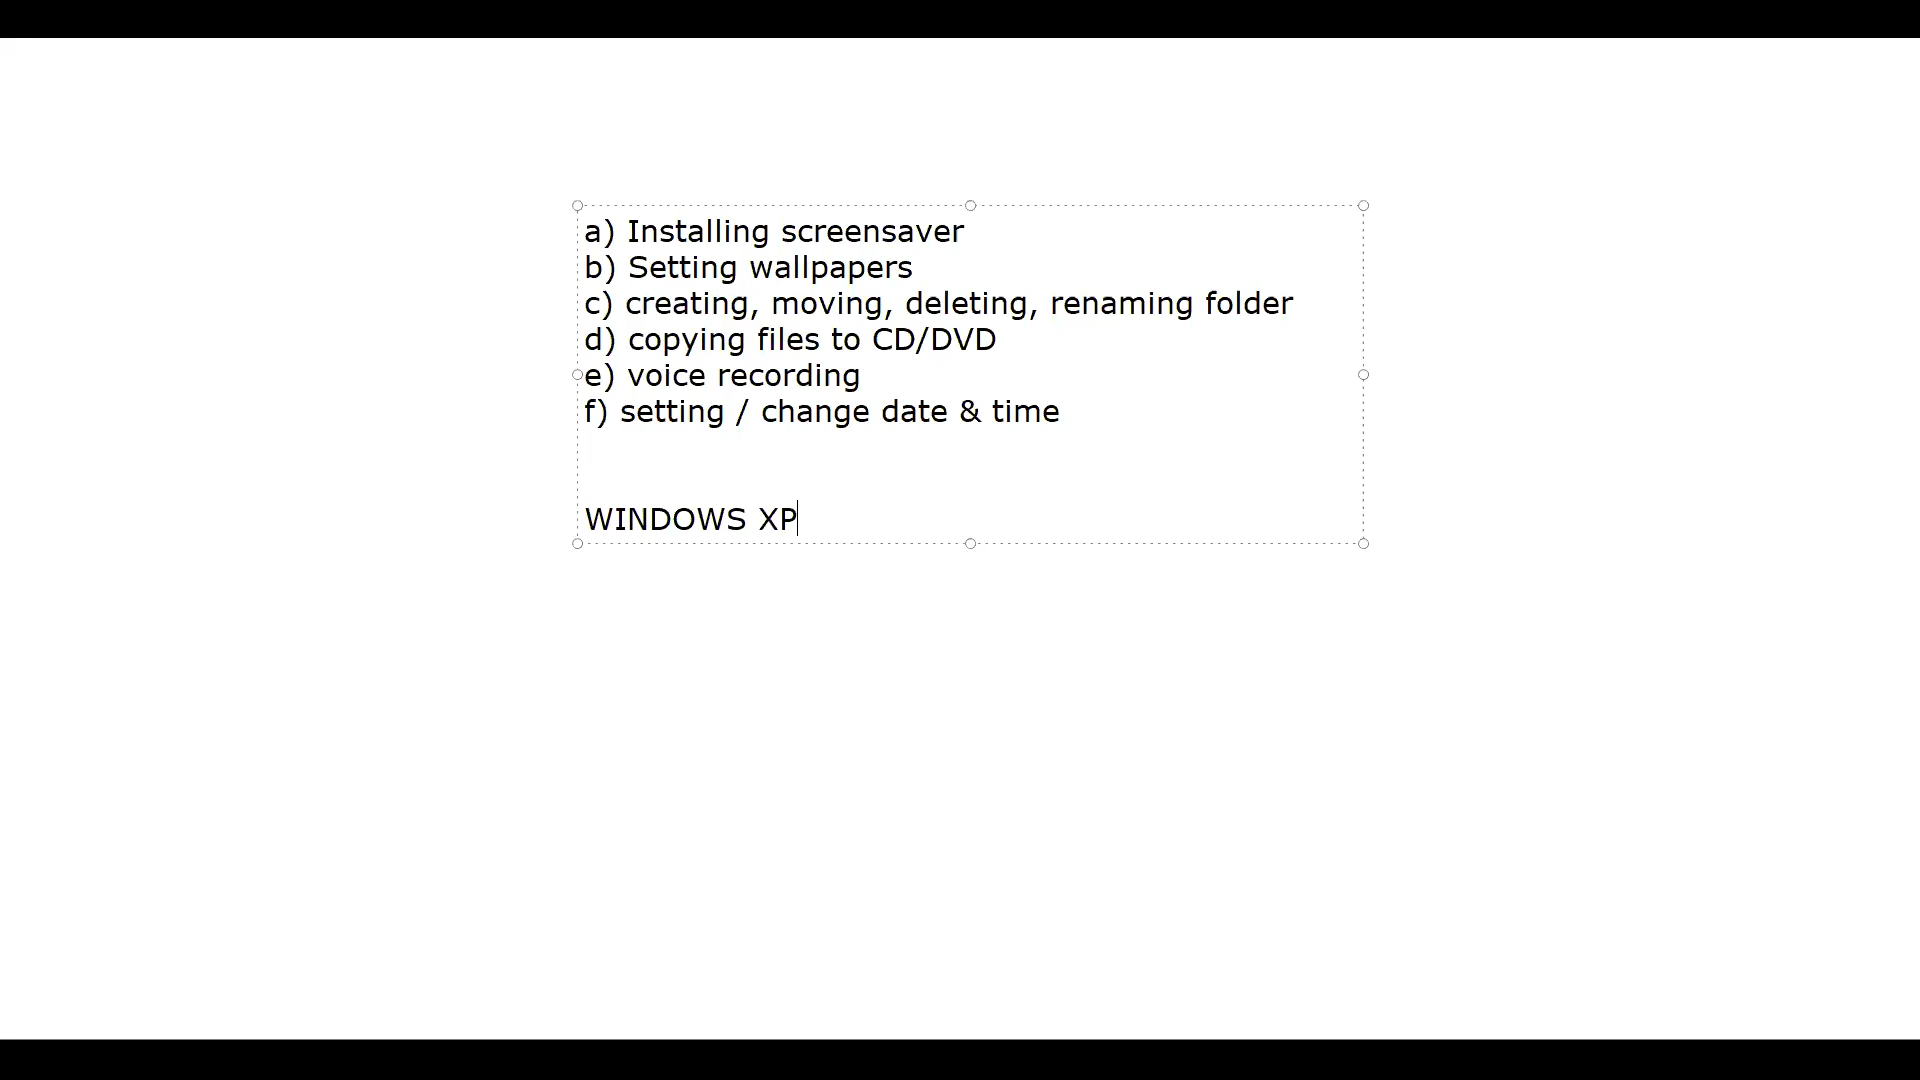 a) Installing screensaver
b) Setting wallpapers
c) creating, moving, deleting, renaming folder
d) copying files to CD/DVD
e) voice recording
f) setting / change date & time
WINDOWS XP